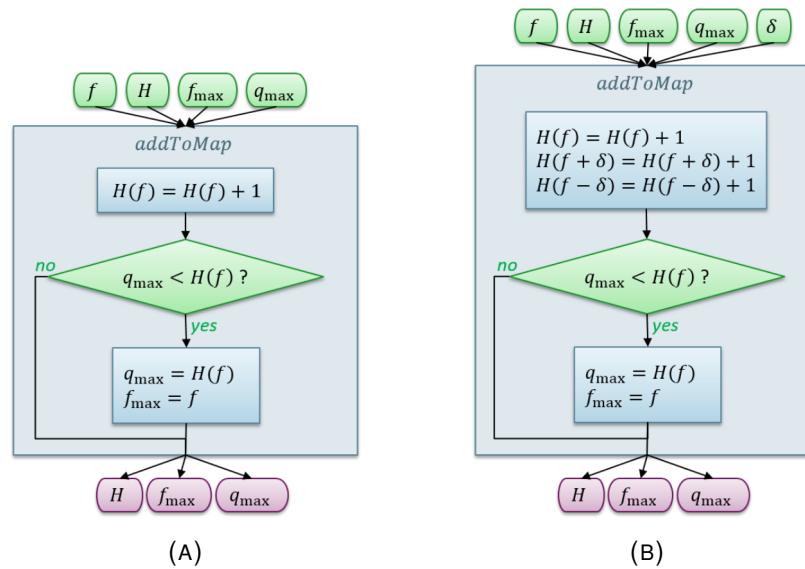 f H f_max q_max
addToMap
H(f) = H(f) + 1
no
q_max < H(f) ?
yes
q_max = H(f)
f_max = f
H f_max q_max
(A)
f H f_max q_max δ
addToMap
H(f) = H(f) + 1
H(f + δ) = H(f + δ) + 1
H(f − δ) = H(f − δ) + 1
no
q_max < H(f) ?
yes
q_max = H(f)
f_max = f
H f_max q_max
(B)